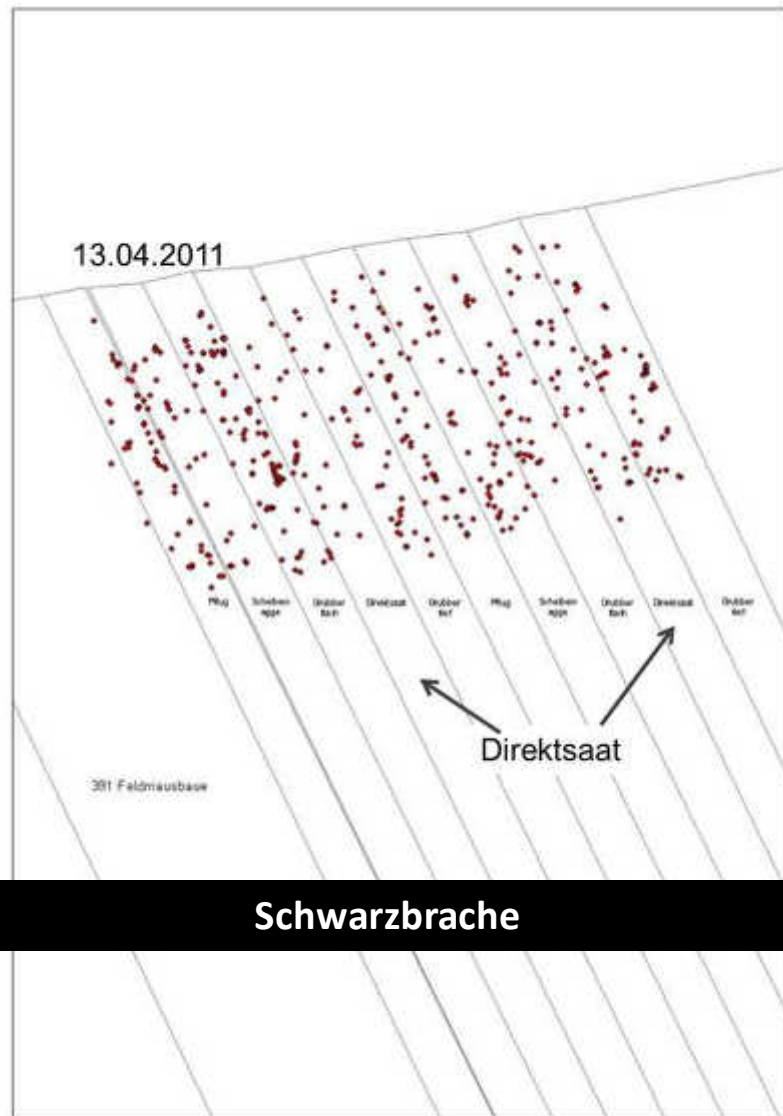 13.04.2011
Pflug
Scheiben
egge
Grubber
flach
Direktsaat
Grubber
tief
Pflug
Scheiben
egge
Grubber
flach
Direktsaat
Grubber
tief
Direktsaat
391 Feldmausbaue
Schwarzbrache